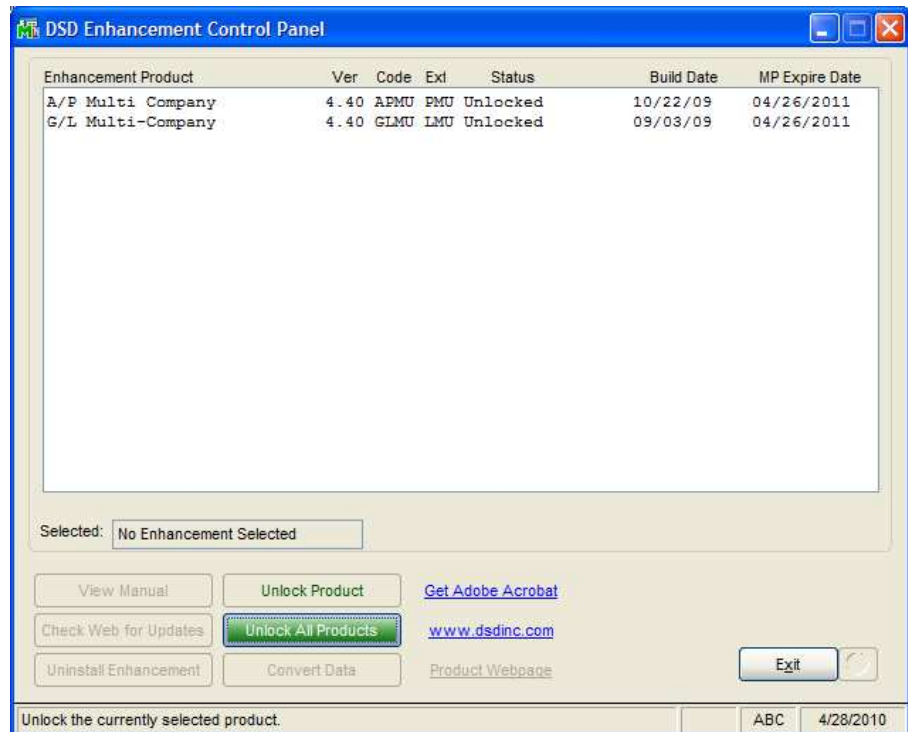 DSD Enhancement Control Panel
Enhancement Product Ver Code Ext Status Build Date MP Expire Date
A/P Multi Company 4.40 APMU PMU Unlocked 10/22/09 04/26/2011
G/L Multi-Company 4.40 GLMU LMU Unlocked 09/03/09 04/26/2011
Selected: No Enhancement Selected
View Manual Unlock Product Get Adobe Acrobat
Check Web for Updates Unlock All Products www.dsdinc.com
Uninstall Enhancement Convert Data Product Webpage Exit
Unlock the currently selected product. ABC 4/28/2010